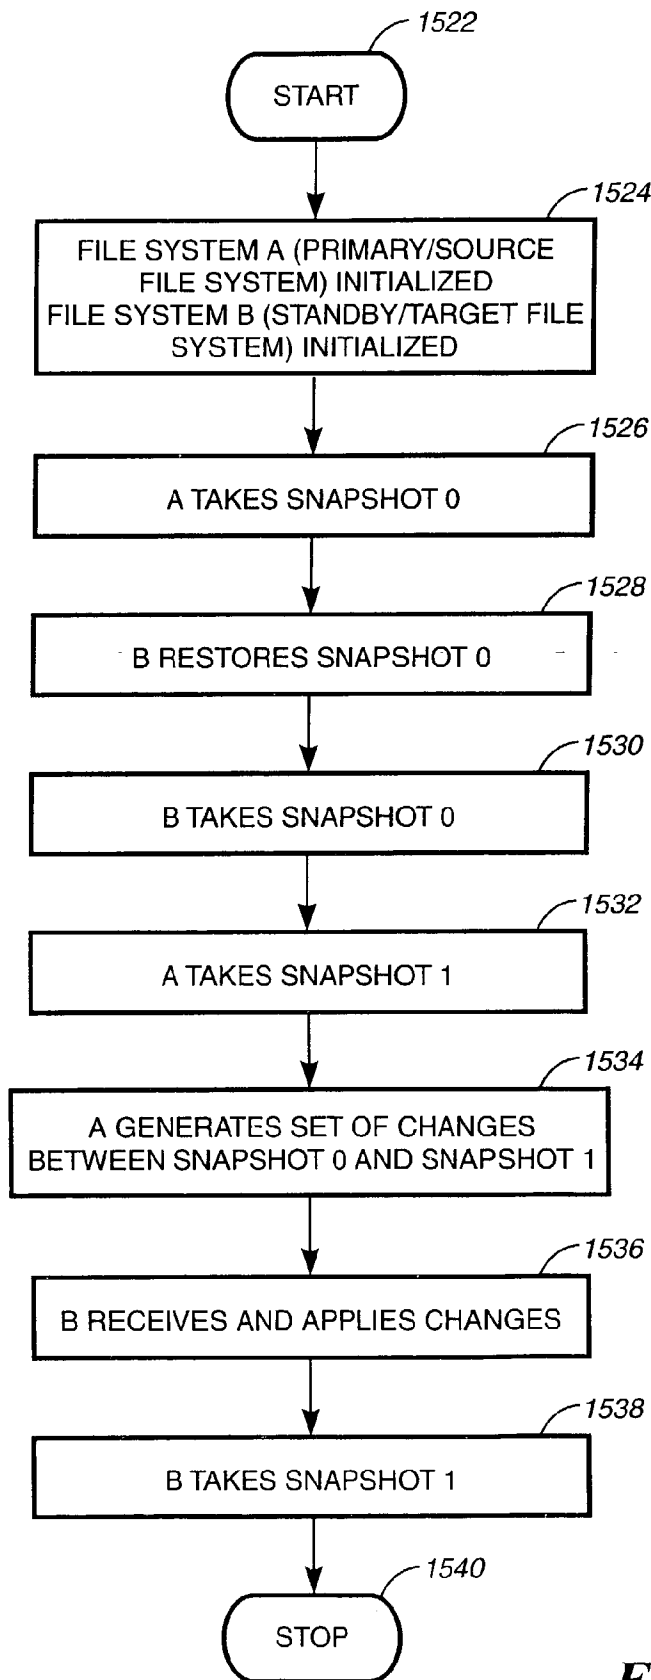 1522
START
1524
FILE SYSTEM A (PRIMARY/SOURCE
FILE SYSTEM) INITIALIZED
FILE SYSTEM B (STANDBY/TARGET FILE
SYSTEM) INITIALIZED
1526
A TAKES SNAPSHOT 0
1528
B RESTORES SNAPSHOT 0
1530
B TAKES SNAPSHOT 0
1532
A TAKES SNAPSHOT 1
1534
A GENERATES SET OF CHANGES
BETWEEN SNAPSHOT 0 AND SNAPSHOT 1
1536
B RECEIVES AND APPLIES CHANGES
1538
B TAKES SNAPSHOT 1
1540
STOP